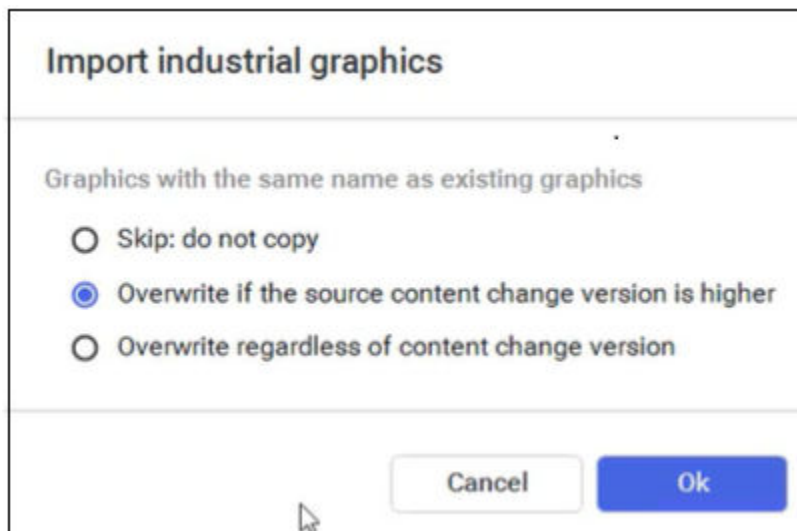 Import industrial graphics
Graphics with the same name as existing graphics
Skip: do not copy
Overwrite if the source content change version is higher
Overwrite regardless of content change version
Cancel
Ok